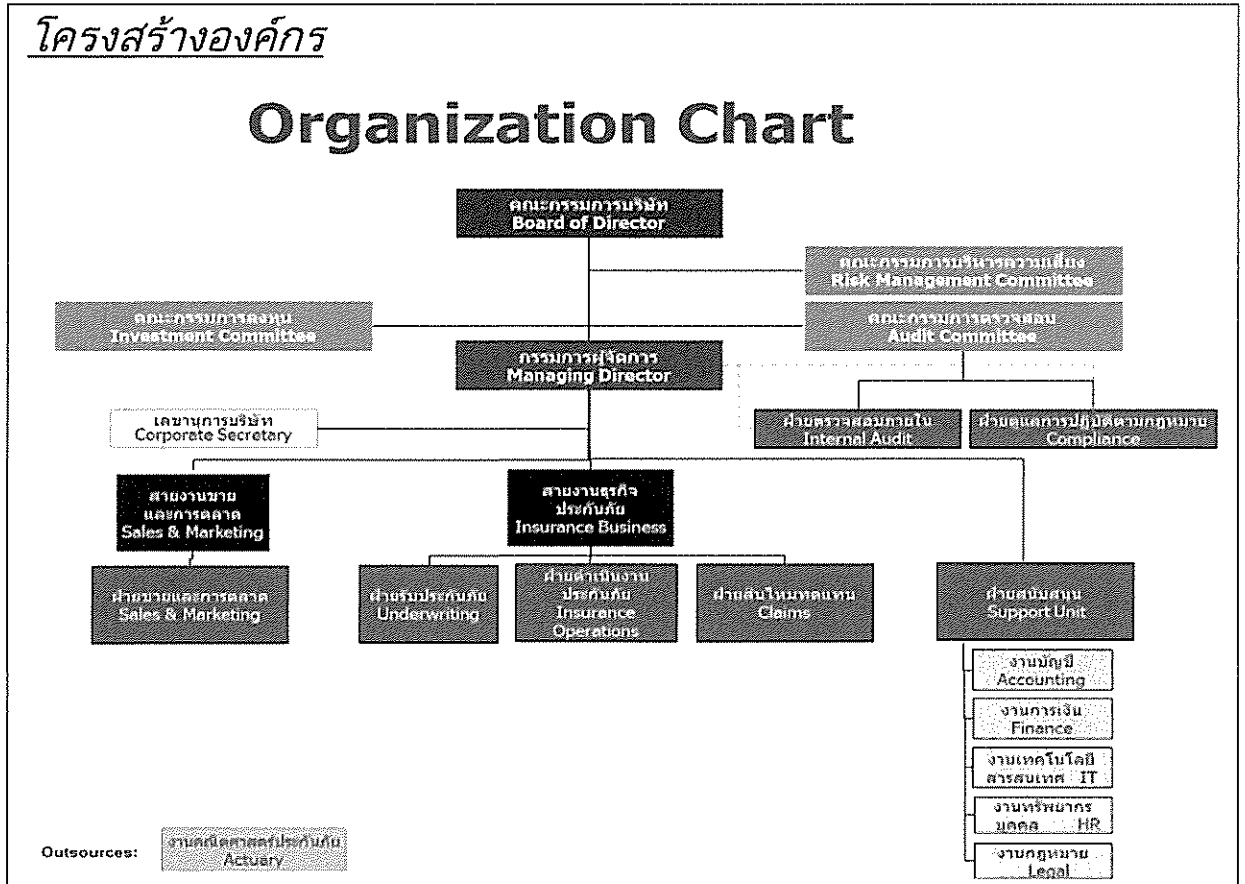 โครงสร้างองค์กร
Organization Chart
คณะกรรมการบริษัท
Board of Director
คณะกรรมการบริหารความเสี่ยง
Risk Management Committee
คณะกรรมการลงทุน
Investment Committee
คณะกรรมการตรวจสอบ
Audit Committee
กรรมการผู้จัดการ
Managing Director
เลขานุการบริษัท
Corporate Secretary
ฝ่ายตรวจสอบภายใน
Internal Audit
ฝ่ายดูแลการปฏิบัติตามกฎหมาย
Compliance
สายงานขาย
และการตลาด
Sales & Marketing
สายงานธุรกิจ
ประกันภัย
Insurance Business
ฝ่ายขายและการตลาด
Sales & Marketing
ฝ่ายรับประกันภัย
Underwriting
ฝ่ายดำเนินงาน
ประกันภัย
Insurance
Operations
ฝ่ายสินไหมทดแทน
Claims
ฝ่ายสนับสนุน
Support Unit
งานบัญชี
Accounting
งานการเงิน
Finance
งานเทคโนโลยี
สารสนเทศ IT
งานทรัพยากร
บุคคล HR
งานกฎหมาย
Legal
Outsources:
งานคณิตศาสตร์ประกันภัย
Actuary